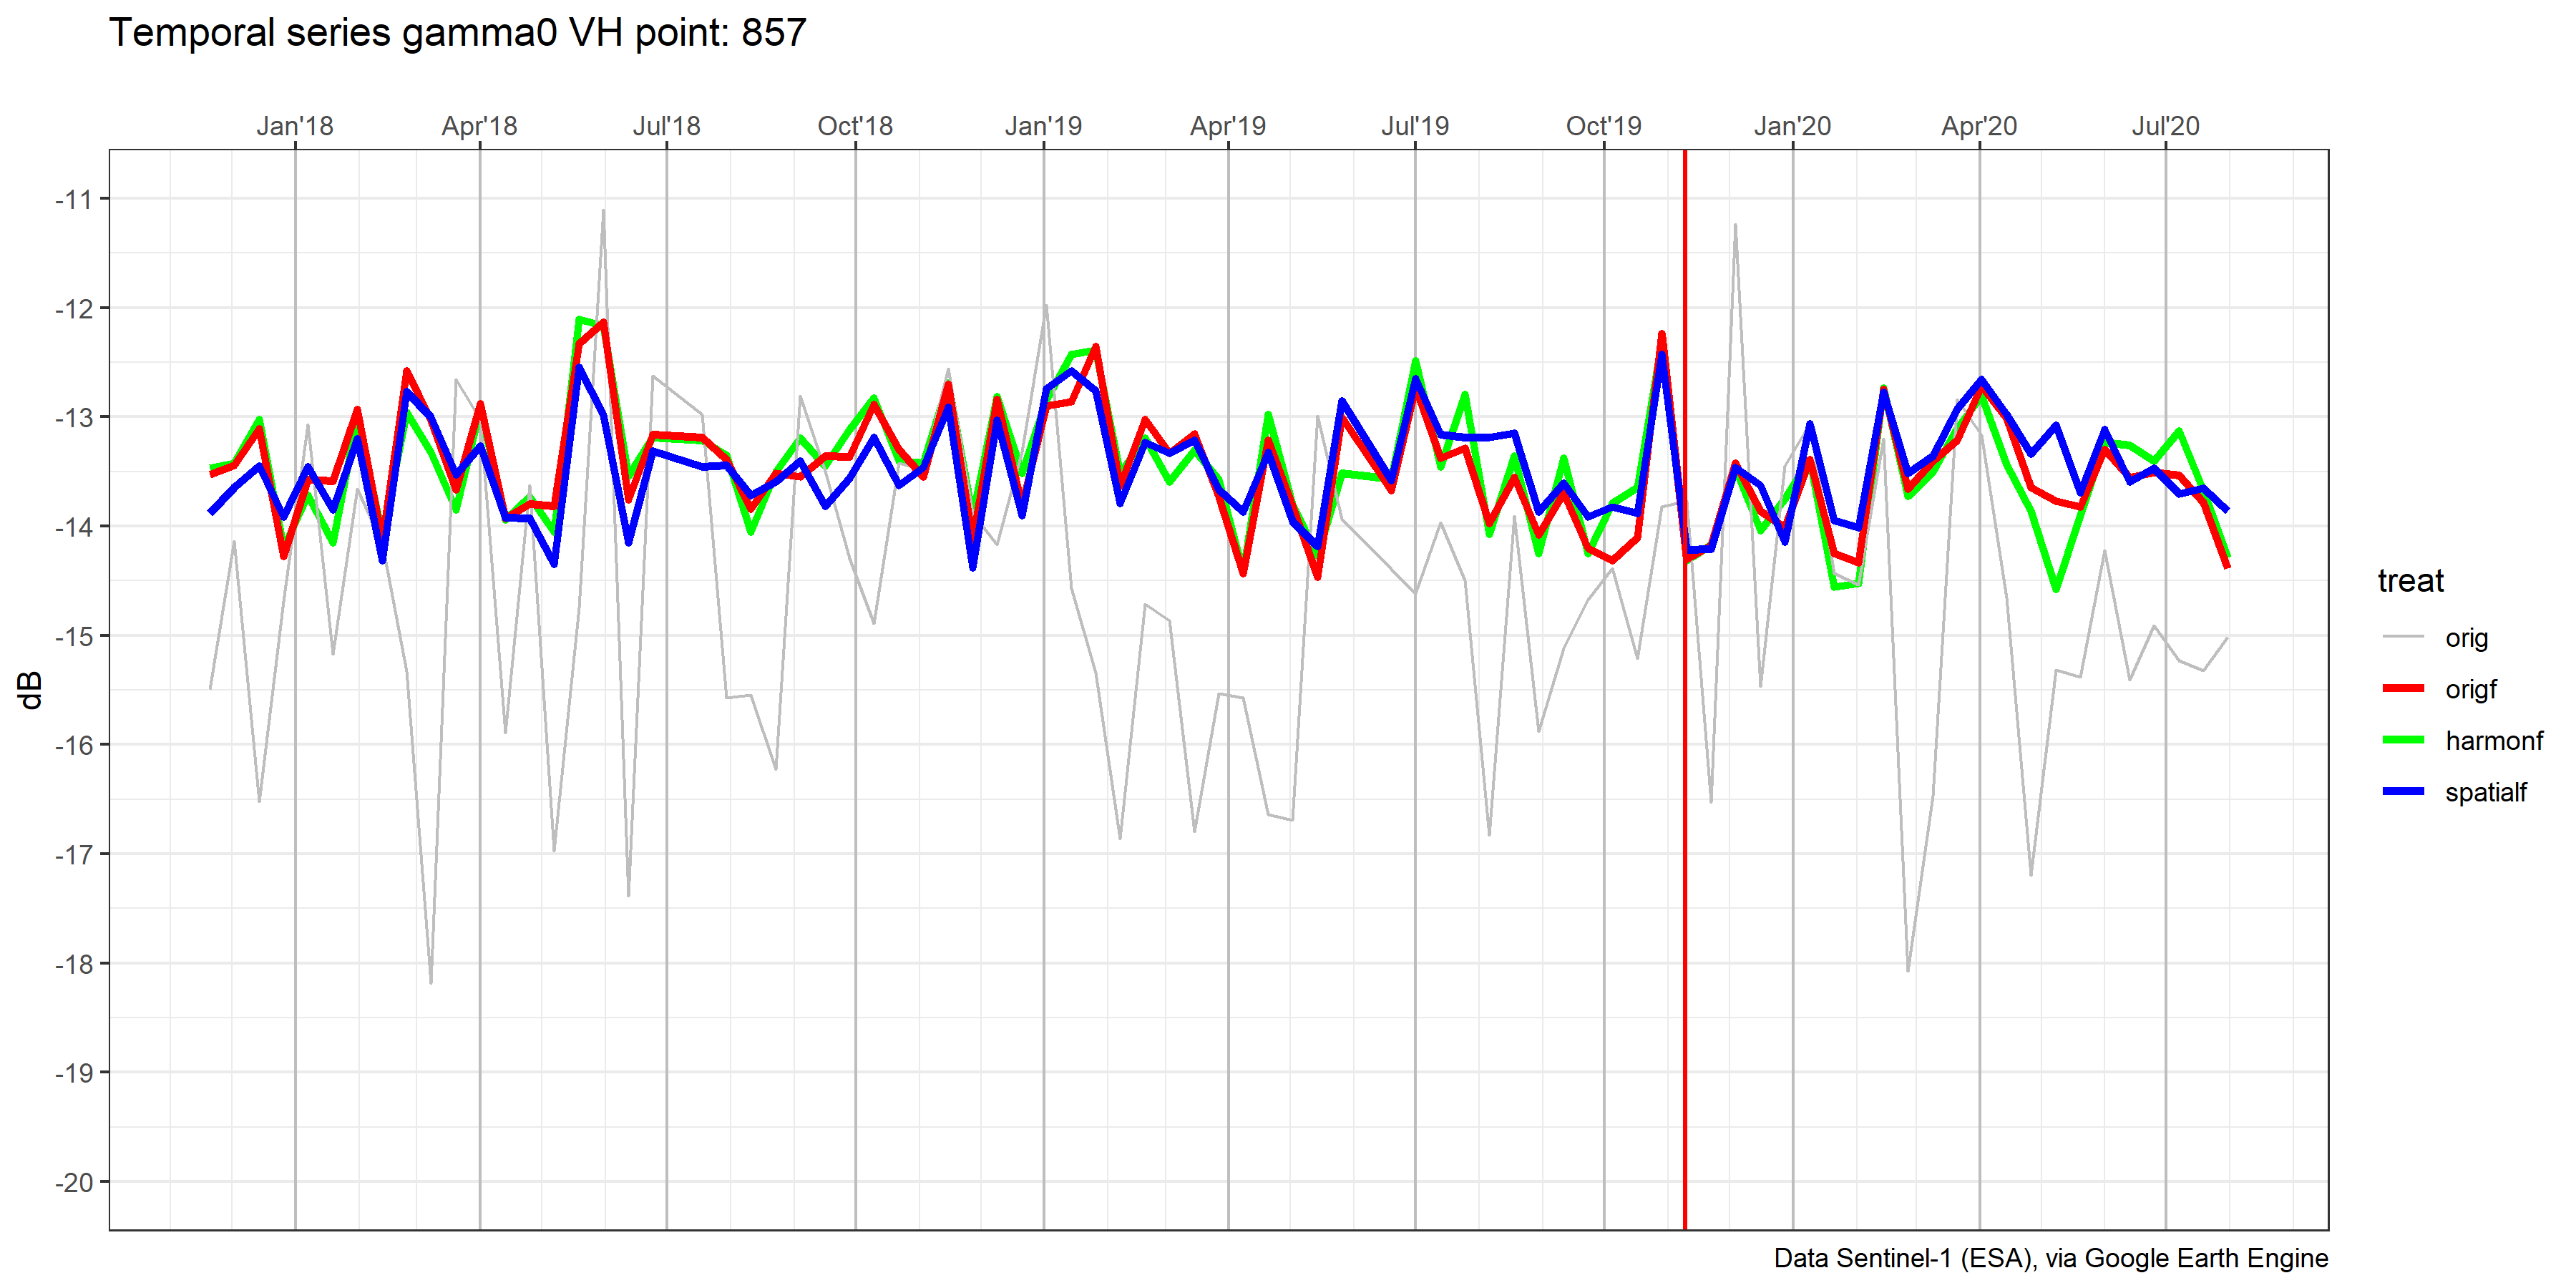 Temporal series gamma0 VH point: 857
Jan'18 Apr'18 Jul'18 Oct'18 Jan'19 Apr'19 Jul'19 Oct'19 Jan'20 Apr'20 Jul'20
-11
-12
-13
-14
-15
-16
-17
-18
-19
-20
dB
treat
orig
origf
harmonf
spatialf
Data Sentinel-1 (ESA), via Google Earth Engine